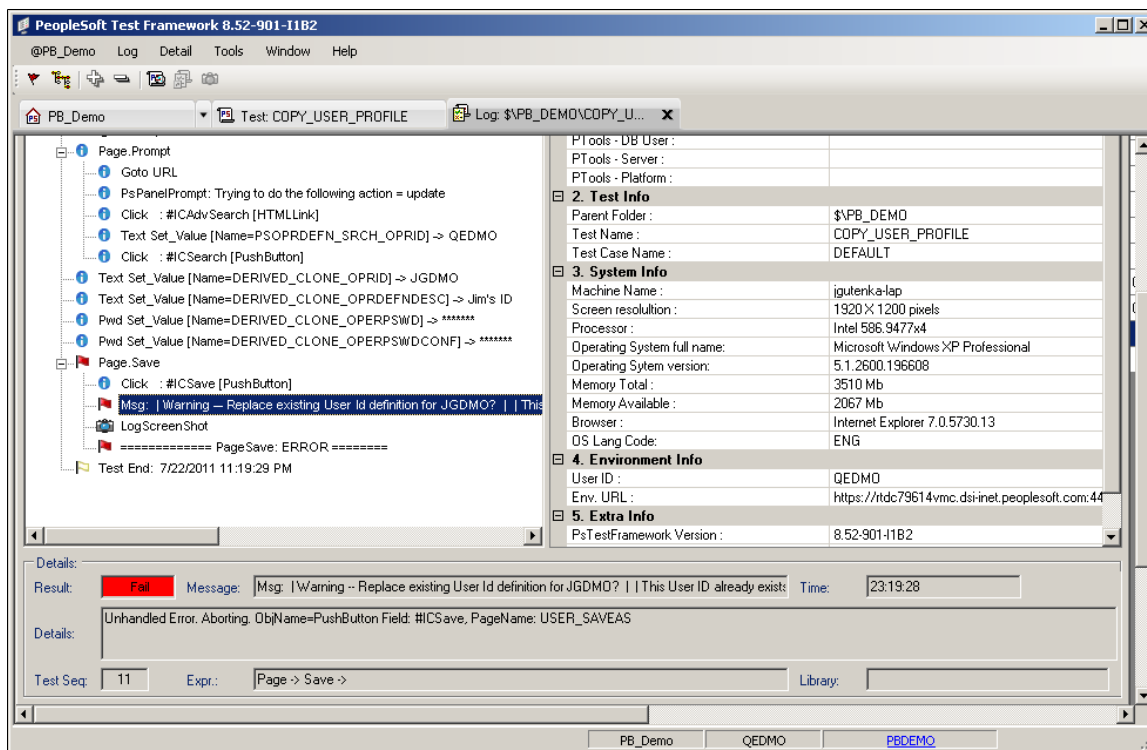 PeopleSoft Test Framework 8.52-901-I1B2
@PB_Demo Log Detail Tools Window Help
PB_Demo Test: COPY_USER_PROFILE Log: $\PB_DEMO\COPY_U... x
Page.Prompt
Goto URL
PsPanelPrompt: Trying to do the following action = update
Click : #ICAdvSearch [HTMLLink]
Text Set_Value [Name=PSOPRDEFN_SRCH_OPRID] -> QEDMO
Click : #ICSearch [PushButton]
Text Set_Value [Name=DERIVED_CLONE_OPRID] -> JGDMO
Text Set_Value [Name=DERIVED_CLONE_OPRDEFNDESC] -> Jim's ID
Pwd Set_Value [Name=DERIVED_CLONE_OPERPSWD] -> *******
Pwd Set_Value [Name=DERIVED_CLONE_OPERPSWDCONF] -> *******
Page.Save
Click : #ICSave [PushButton]
Msg: | Warning -- Replace existing User Id definition for JGDMO? | | This
LogScreenShot
============= PageSave: ERROR ========
Test End: 7/22/2011 11:19:29 PM
PTools - DB User :
PTools - Server :
PTools - Platform :
2. Test Info
Parent Folder : $\PB_DEMO
Test Name : COPY_USER_PROFILE
Test Case Name : DEFAULT
3. System Info
Machine Name : jgutenka-lap
Screen resolultion : 1920 X 1200 pixels
Processor : Intel 586.9477x4
Operating System full name: Microsoft Windows XP Professional
Operating Sytem version: 5.1.2600.196608
Memory Total : 3510 Mb
Memory Available : 2067 Mb
Browser : Internet Explorer 7.0.5730.13
OS Lang Code: ENG
4. Environment Info
User ID : QEDMO
Env. URL : https://rtdc79614vmc.dsi-inet.peoplesoft.com:44
5. Extra Info
PsTestFramework Version : 8.52-901-I1B2
Details:
Result: Fail Message: Msg: | Warning -- Replace existing User Id definition for JGDMO? | | This User ID already exists Time: 23:19:28
Details: Unhandled Error. Aborting. ObjName=PushButton Field: #ICSave, PageName: USER_SAVEAS
Test Seq: 11 Expr.: Page -> Save -> Library:
PB_Demo QEDMO PBDEMO